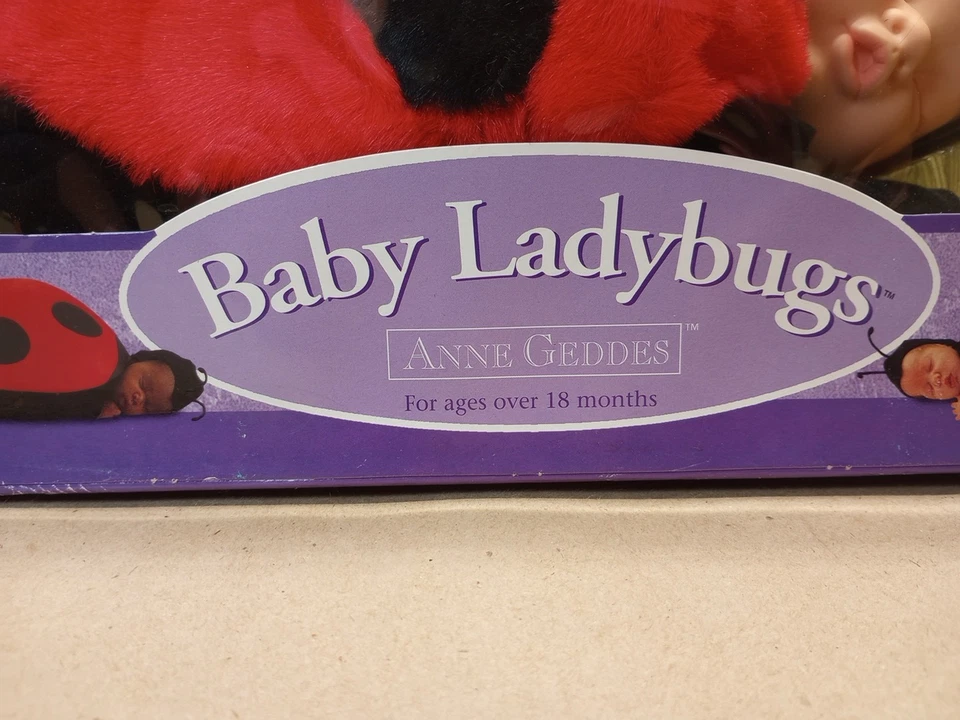 Baby Ladybugs™
ANNE GEDDES™
For ages over 18 months